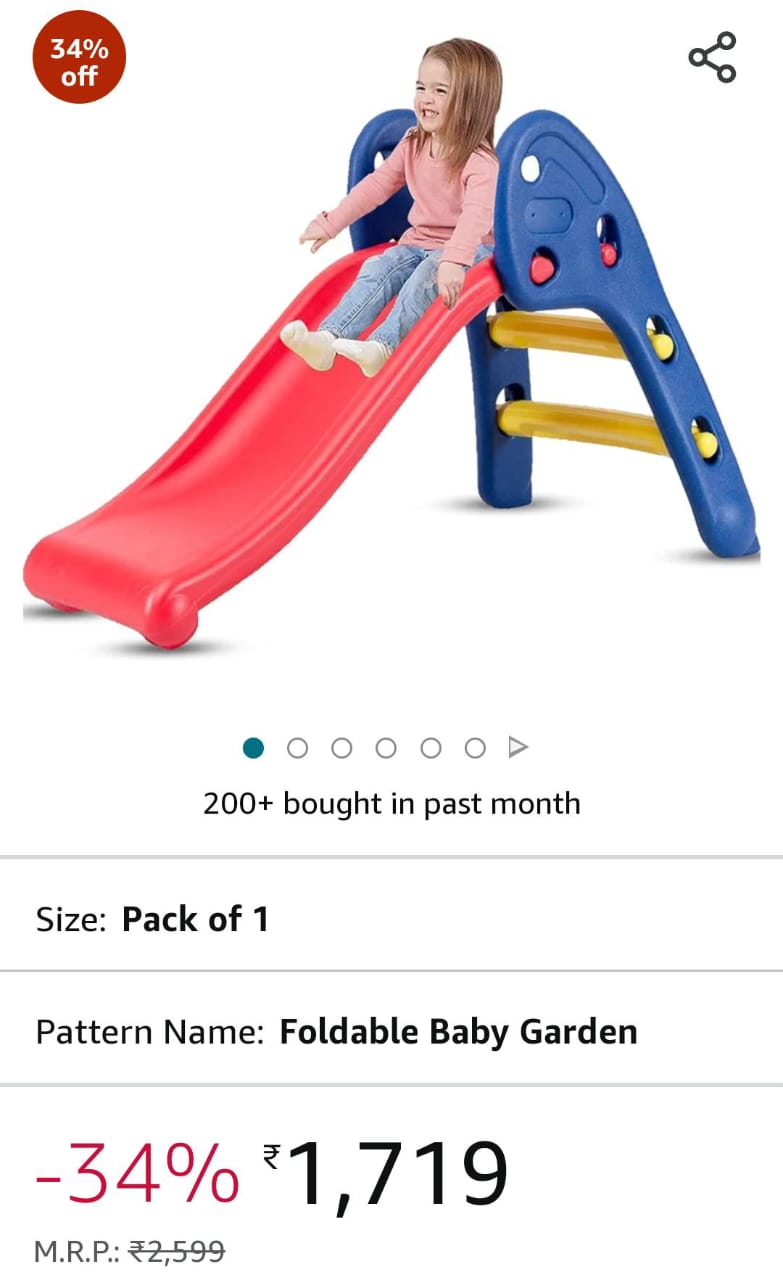 34%
off
200+ bought in past month
Size: Pack of 1
Pattern Name: Foldable Baby Garden
-34% ₹1,719
M.R.P.: ₹2,599